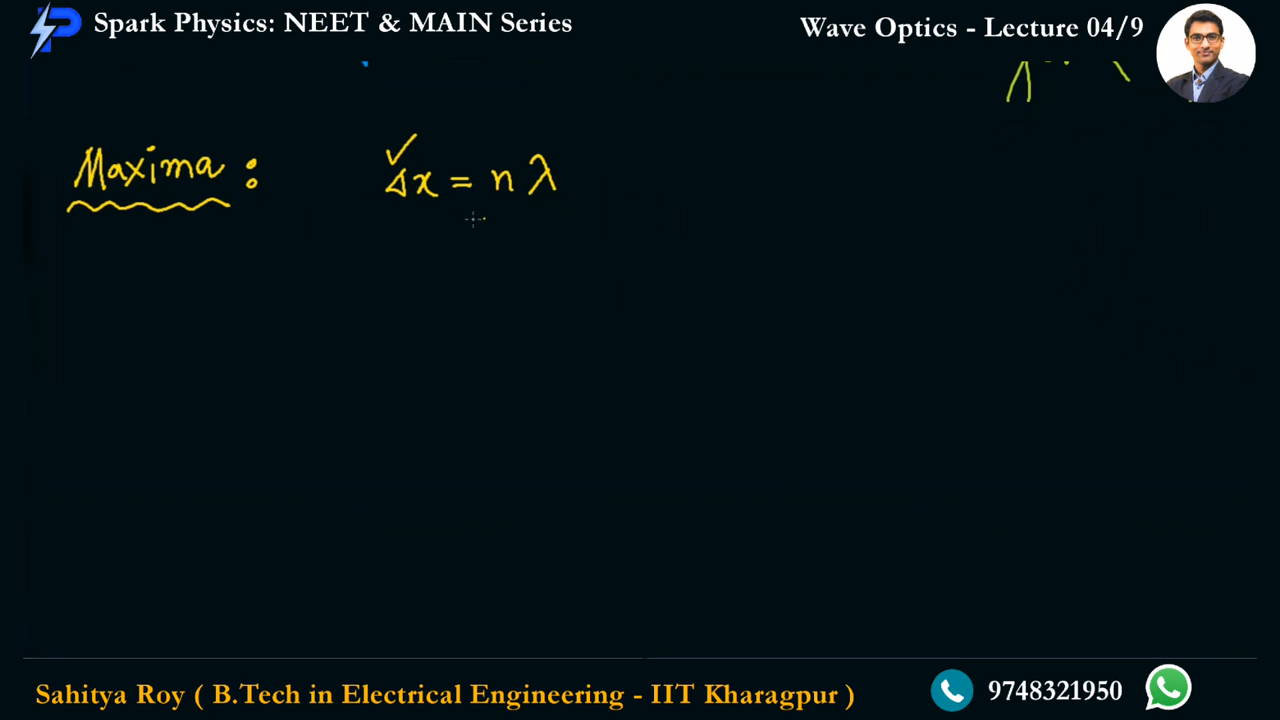 Spark Physics: NEET & MAIN Series
Wave Optics - Lecture 04/9
Maxima : Δx = n λ
Sahitya Roy ( B.Tech in Electrical Engineering - IIT Kharagpur )
9748321950